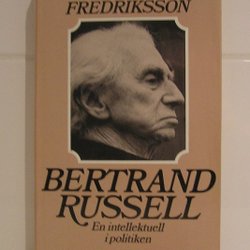 FREDRIKSSON
BERTRAND
RUSSELL
En intellektuell
i politiken